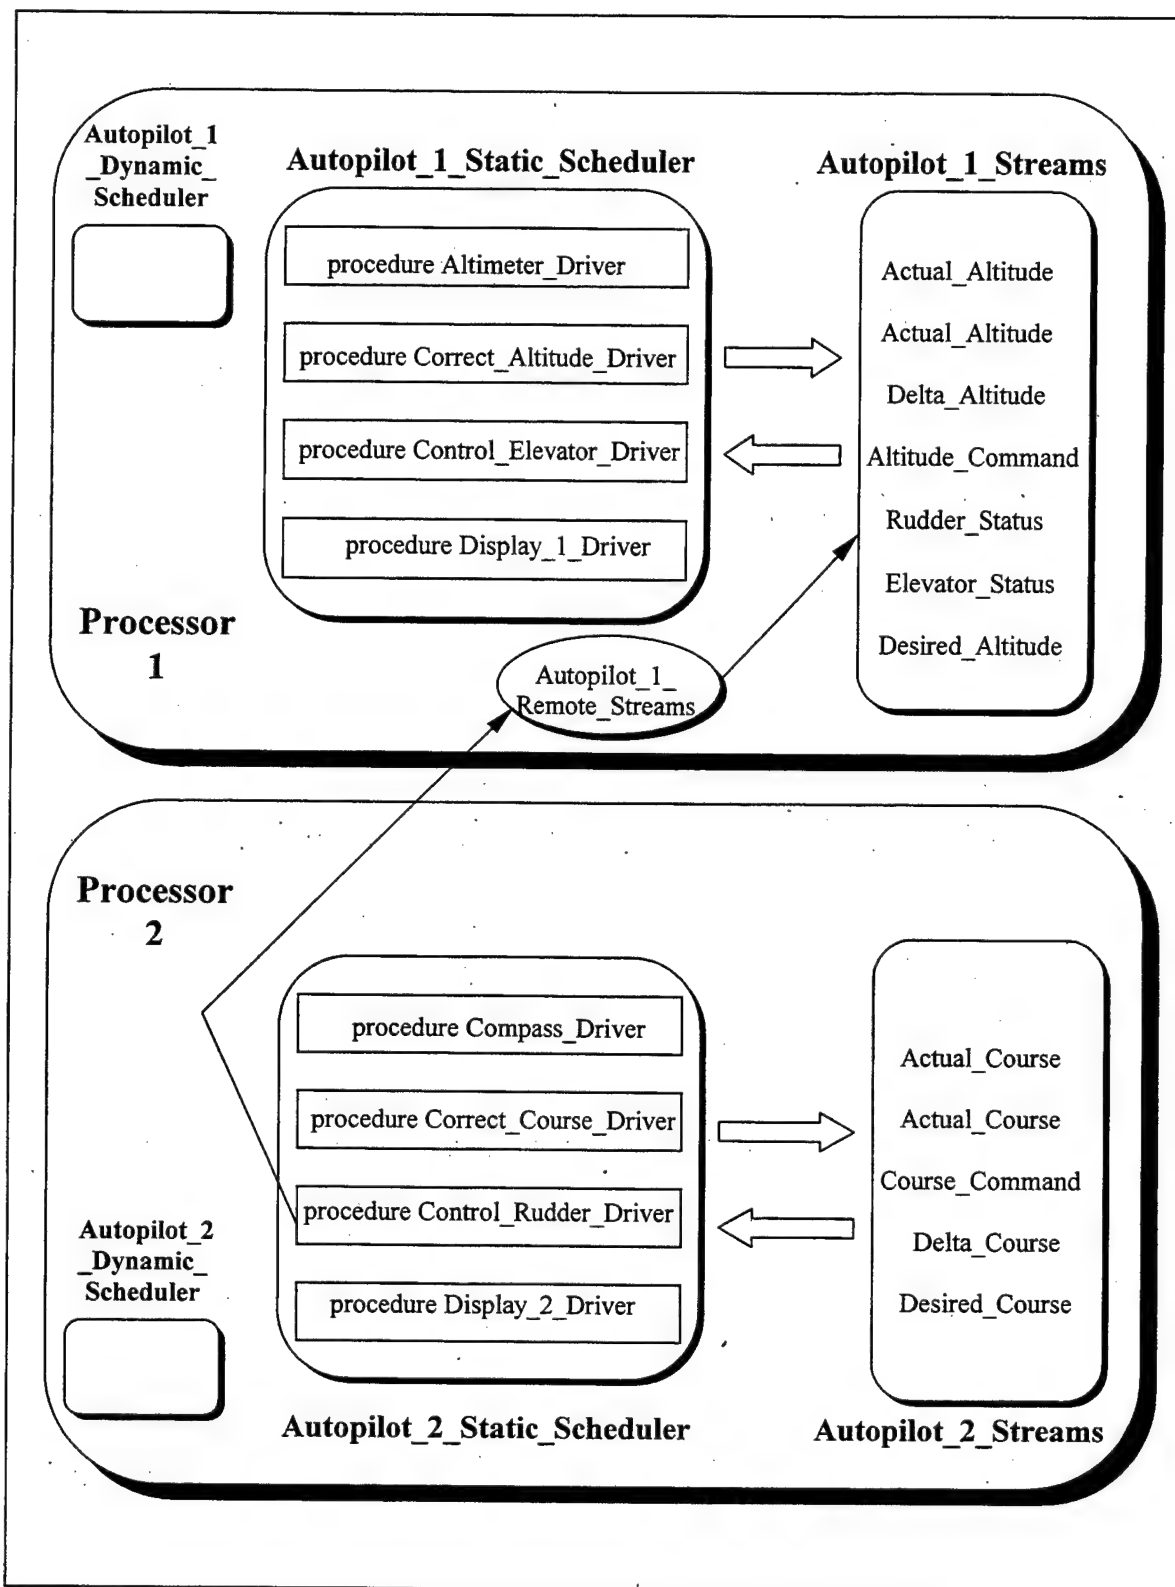 Autopilot_1
_Dynamic_
Scheduler
Autopilot_1_Static_Scheduler
procedure Altimeter_Driver
procedure Correct_Altitude_Driver
procedure Control_Elevator_Driver
procedure Display_1_Driver
Autopilot_1_Streams
Actual_Altitude
Actual_Altitude
Delta_Altitude
Altitude_Command
Rudder_Status
Elevator_Status
Desired_Altitude
Processor
1
Autopilot_1_
Remote_Streams
Processor
2
procedure Compass_Driver
procedure Correct_Course_Driver
procedure Control_Rudder_Driver
procedure Display_2_Driver
Actual_Course
Actual_Course
Course_Command
Delta_Course
Desired_Course
Autopilot_2
_Dynamic_
Scheduler
Autopilot_2_Static_Scheduler
Autopilot_2_Streams